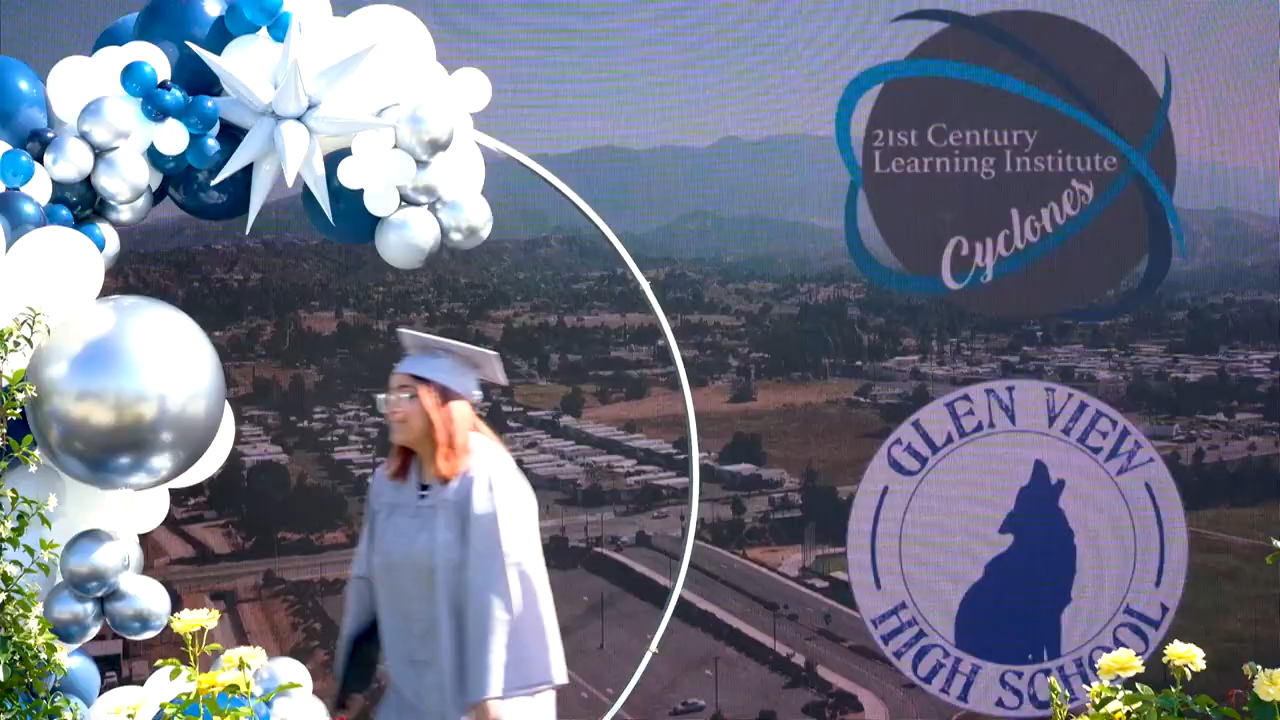 21st Century
Learning Institute
Cyclones
GLEN VIEW
HIGH SCHOOL